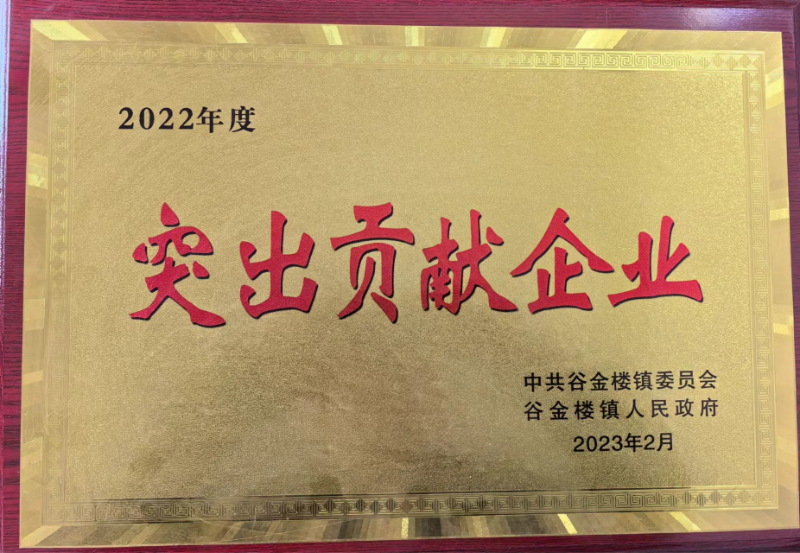 2022年度
突出贡献企业
中共谷金楼镇委员会
谷金楼镇人民政府
2023年2月